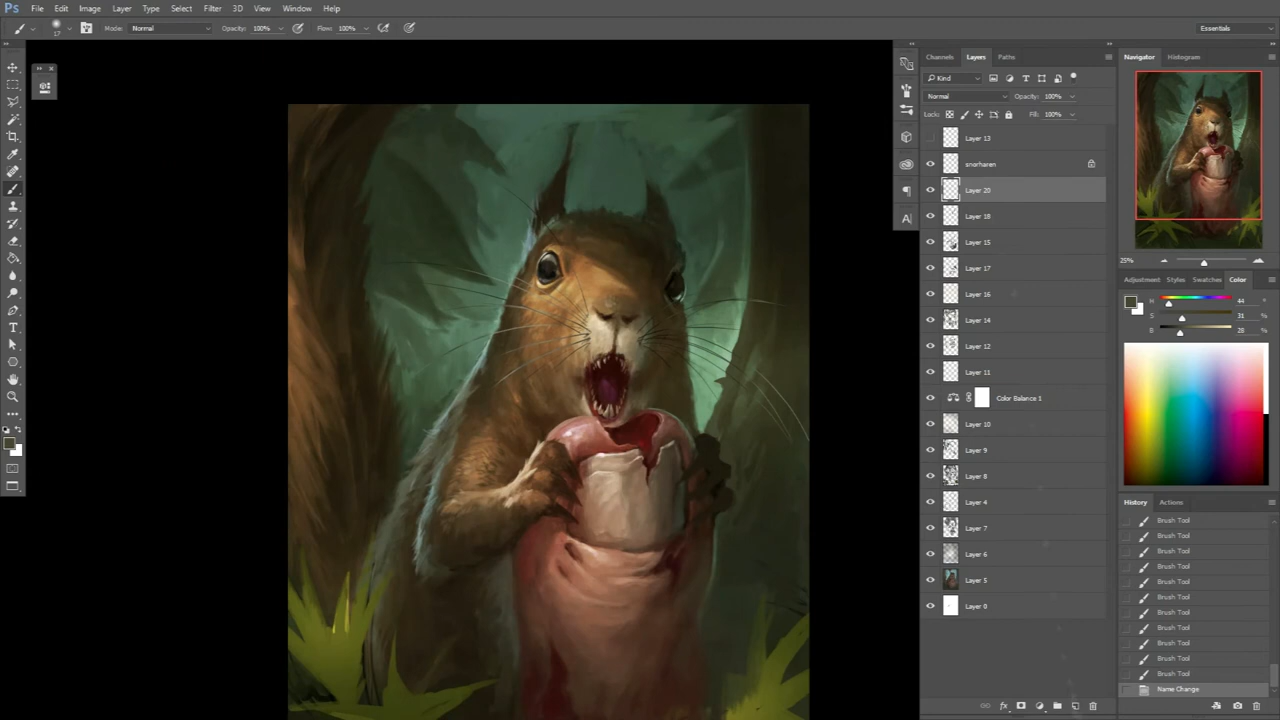 Ps File Edit Image Layer Type Select Filter 3D View Window Help
17 Mode: Normal Opacity: 100% Flow: 100% Essentials
Channels Layers Paths
Navigator Histogram
Kind
Normal Opacity: 100%
Lock: Fill: 100%
Layer 13
snorharen
Layer 20
Layer 18
Layer 15
Layer 17
Layer 16
Layer 14
Layer 12
Layer 11
Color Balance 1
Layer 10
Layer 9
Layer 8
Layer 4
Layer 7
Layer 6
Layer 5
Layer 0
fx
25%
Adjustment Styles Swatches Color
H 44 °
S 31 %
B 28 %
History Actions
Brush Tool
Brush Tool
Brush Tool
Brush Tool
Brush Tool
Brush Tool
Brush Tool
Brush Tool
Brush Tool
Brush Tool
Brush Tool
Name Change